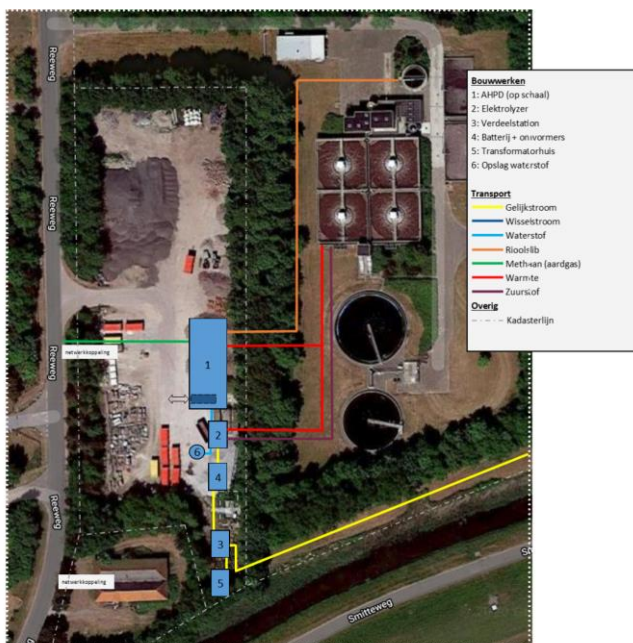 Reeweg
Reeweg
Reeweg
Reeweg
Reeweg
netwerkkoppeling
netwerkkoppeling
Smitteweg
1
2
6
4
3
5
Bouwwerken
1: AHPD (op schaal)
2: Elektrolyzer
3: Verdeelstation
4: Batterij + omvormers
5: Transformatorhuis
6: Opslag waterstof
Transport
Gelijkstroom
Wisselstroom
Waterstof
Rioolslib
Methaan (aardgas)
Warmte
Zuurstof
Overig
Kadasterlijn